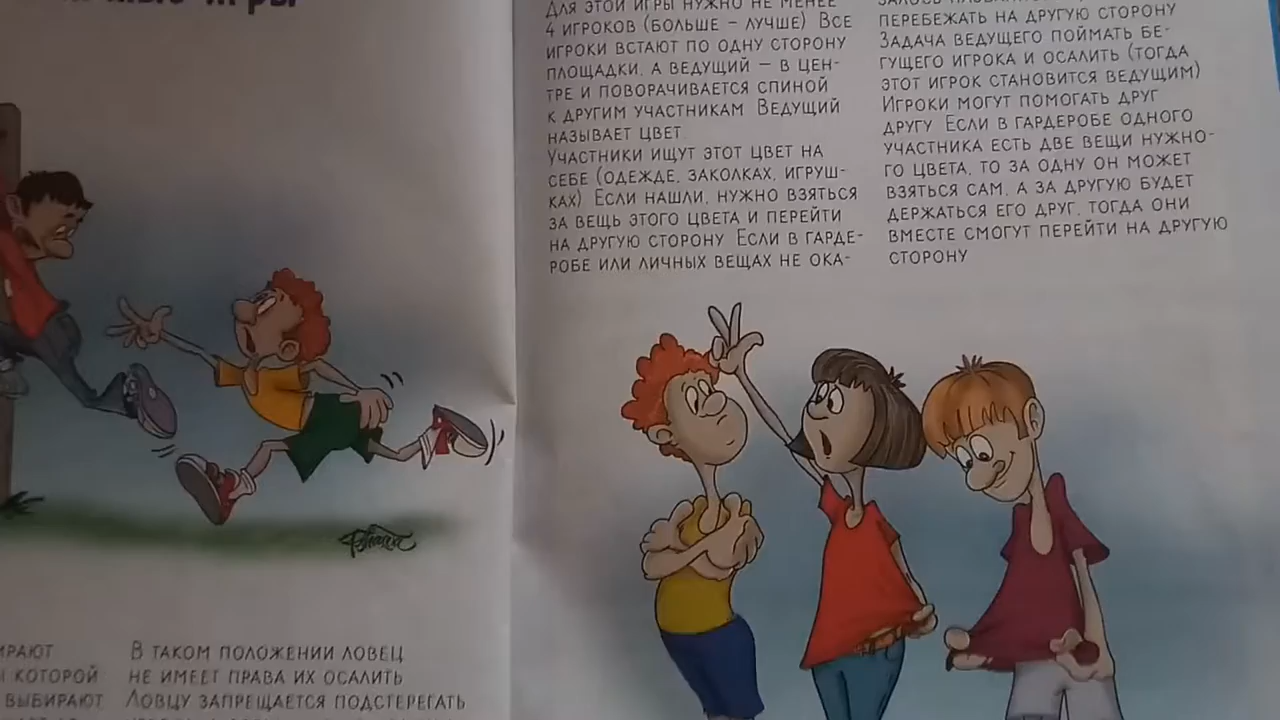 ИГРЫ
ИРАЮТ
КОТОРОЙ
ВЫБИРАЮТ
В ТАКОМ ПОЛОЖЕНИИ ЛОВЕЦ
НЕ ИМЕЕТ ПРАВА ИХ ОСАЛИТЬ
ЛОВЦУ ЗАПРЕЩАЕТСЯ ПОДСТЕРЕГАТЬ
ДЛЯ ЭТОЙ ИГРЫ НУЖНО НЕ МЕНЕЕ
4 ИГРОКОВ (БОЛЬШЕ – ЛУЧШЕ) ВСЕ
ИГРОКИ ВСТАЮТ ПО ОДНУ СТОРОНУ
ПЛОЩАДКИ, А ВЕДУЩИЙ – В ЦЕН-
ТРЕ И ПОВОРАЧИВАЕТСЯ СПИНОЙ
К ДРУГИМ УЧАСТНИКАМ ВЕДУЩИЙ
НАЗЫВАЕТ ЦВЕТ.
УЧАСТНИКИ ИЩУТ ЭТОТ ЦВЕТ НА
СЕБЕ (ОДЕЖДЕ, ЗАКОЛКАХ, ИГРУШ-
КАХ) ЕСЛИ НАШЛИ, НУЖНО ВЗЯТЬСЯ
ЗА ВЕЩЬ ЭТОГО ЦВЕТА И ПЕРЕЙТИ
НА ДРУГУЮ СТОРОНУ ЕСЛИ В ГАРДЕ-
РОБЕ ИЛИ ЛИЧНЫХ ВЕЩАХ НЕ ОКА-
ПЕРЕБЕЖАТЬ НА ДРУГУЮ СТОРОНУ
ЗАДАЧА ВЕДУЩЕГО ПОЙМАТЬ БЕ-
ГУЩЕГО ИГРОКА И ОСАЛИТЬ (ТОГДА
ЭТОТ ИГРОК СТАНОВИТСЯ ВЕДУЩИМ)
ИГРОКИ МОГУТ ПОМОГАТЬ ДРУГ
ДРУГУ ЕСЛИ В ГАРДЕРОБЕ ОДНОГО
УЧАСТНИКА ЕСТЬ ДВЕ ВЕЩИ НУЖНО-
ГО ЦВЕТА, ТО ЗА ОДНУ ОН МОЖЕТ
ВЗЯТЬСЯ САМ, А ЗА ДРУГУЮ БУДЕТ
ДЕРЖАТЬСЯ ЕГО ДРУГ, ТОГДА ОНИ
ВМЕСТЕ СМОГУТ ПЕРЕЙТИ НА ДРУГУЮ
СТОРОНУ